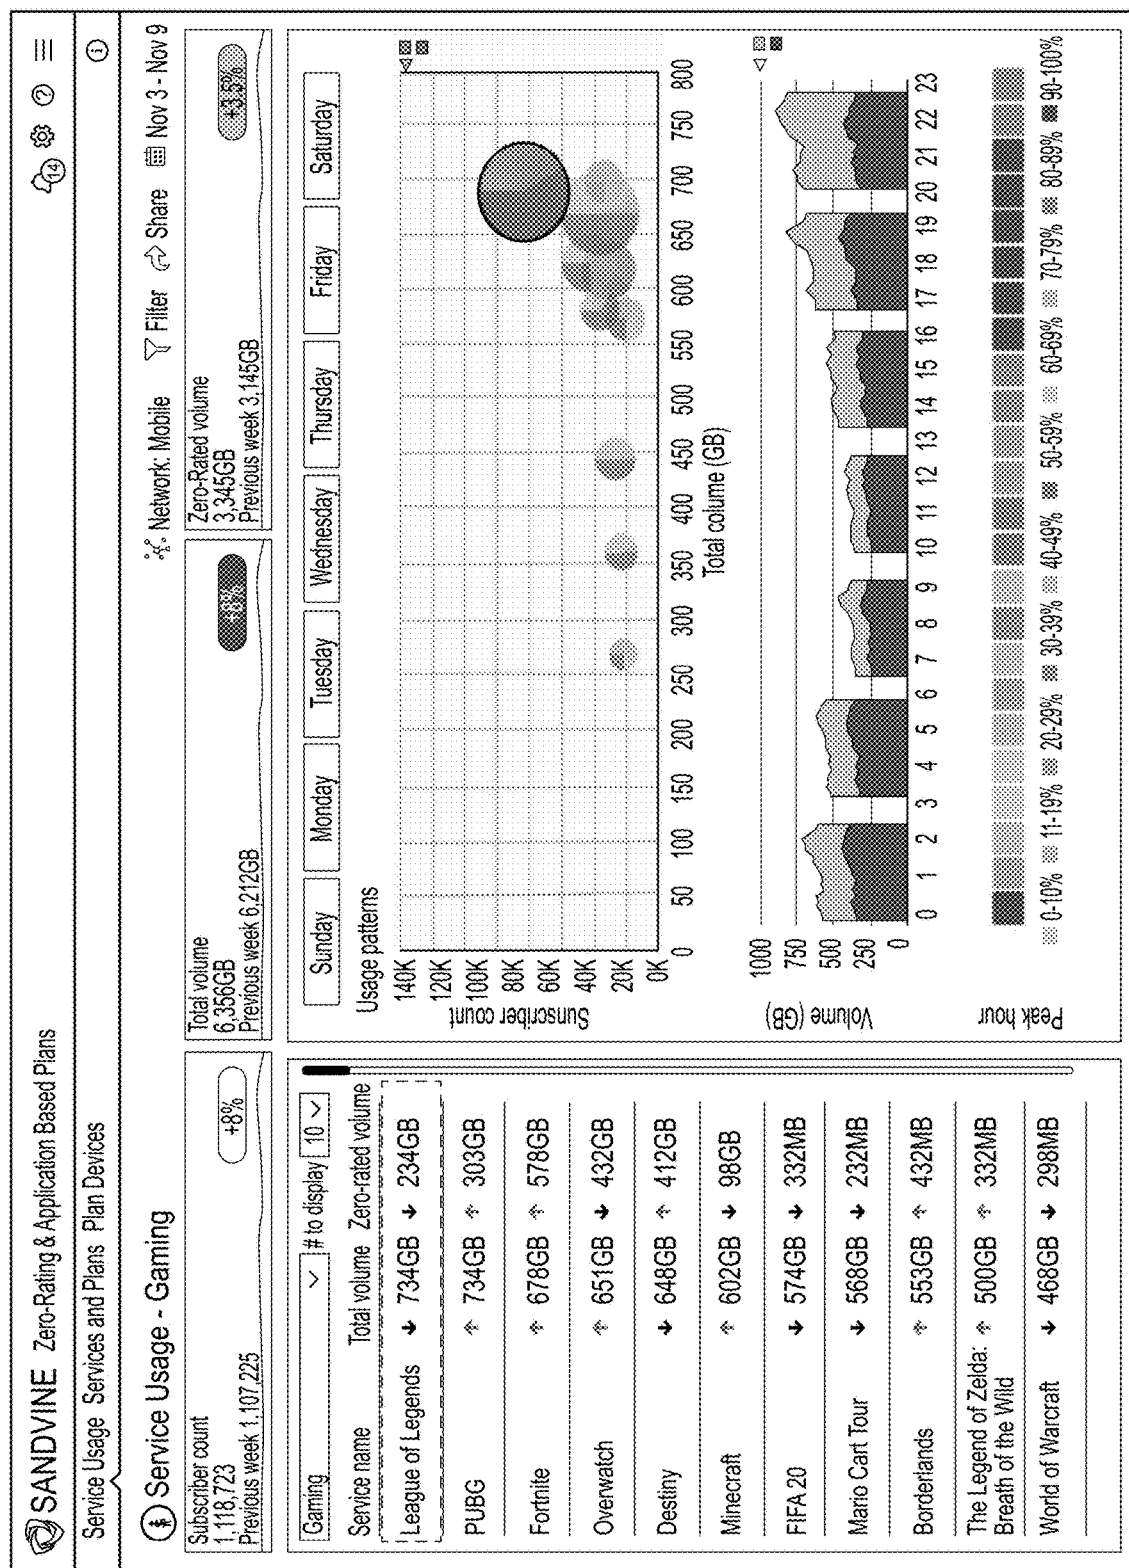 SANDVINE Zero-Rating & Application Based Plans
14
?
Service Usage Services and Plans Plan Devices
i
Service Usage - Gaming
Network: Mobile Filter Share Nov 3 - Nov 9
Subscriber count
1,118,723
Previous week 1,107,225
+8%
Total volume
6,356GB
Previous week 6,212GB
+8%
Zero-Rated volume
3,345GB
Previous week 3,145GB
+3.5%
Gaming # to display 10
Service name Total volume Zero-rated volume
League of Legends 734GB 234GB
PUBG 734GB 303GB
Fortnite 678GB 578GB
Overwatch 651GB 432GB
Destiny 648GB 412GB
Minecraft 602GB 98GB
FIFA 20 574GB 332MB
Mario Cart Tour 568GB 232MB
Borderlands 553GB 432MB
The Legend of Zelda:
Breath of the Wild 500GB 332MB
World of Warcraft 468GB 298MB
Sunday Monday Tuesday Wednesday Thursday Friday Saturday
Usage patterns
Sunscriber count
140K
120K
100K
80K
60K
40K
20K
0K
0 50 100 150 200 250 300 350 400 450 500 550 600 650 700 750 800
Total colume (GB)
Volume (GB)
1000
750
500
250
0
0 1 2 3 4 5 6 7 8 9 10 11 12 13 14 15 16 17 18 19 20 21 22 23
Peak hour
0-10% 11-19% 20-29% 30-39% 40-49% 50-59% 60-69% 70-79% 80-89% 90-100%